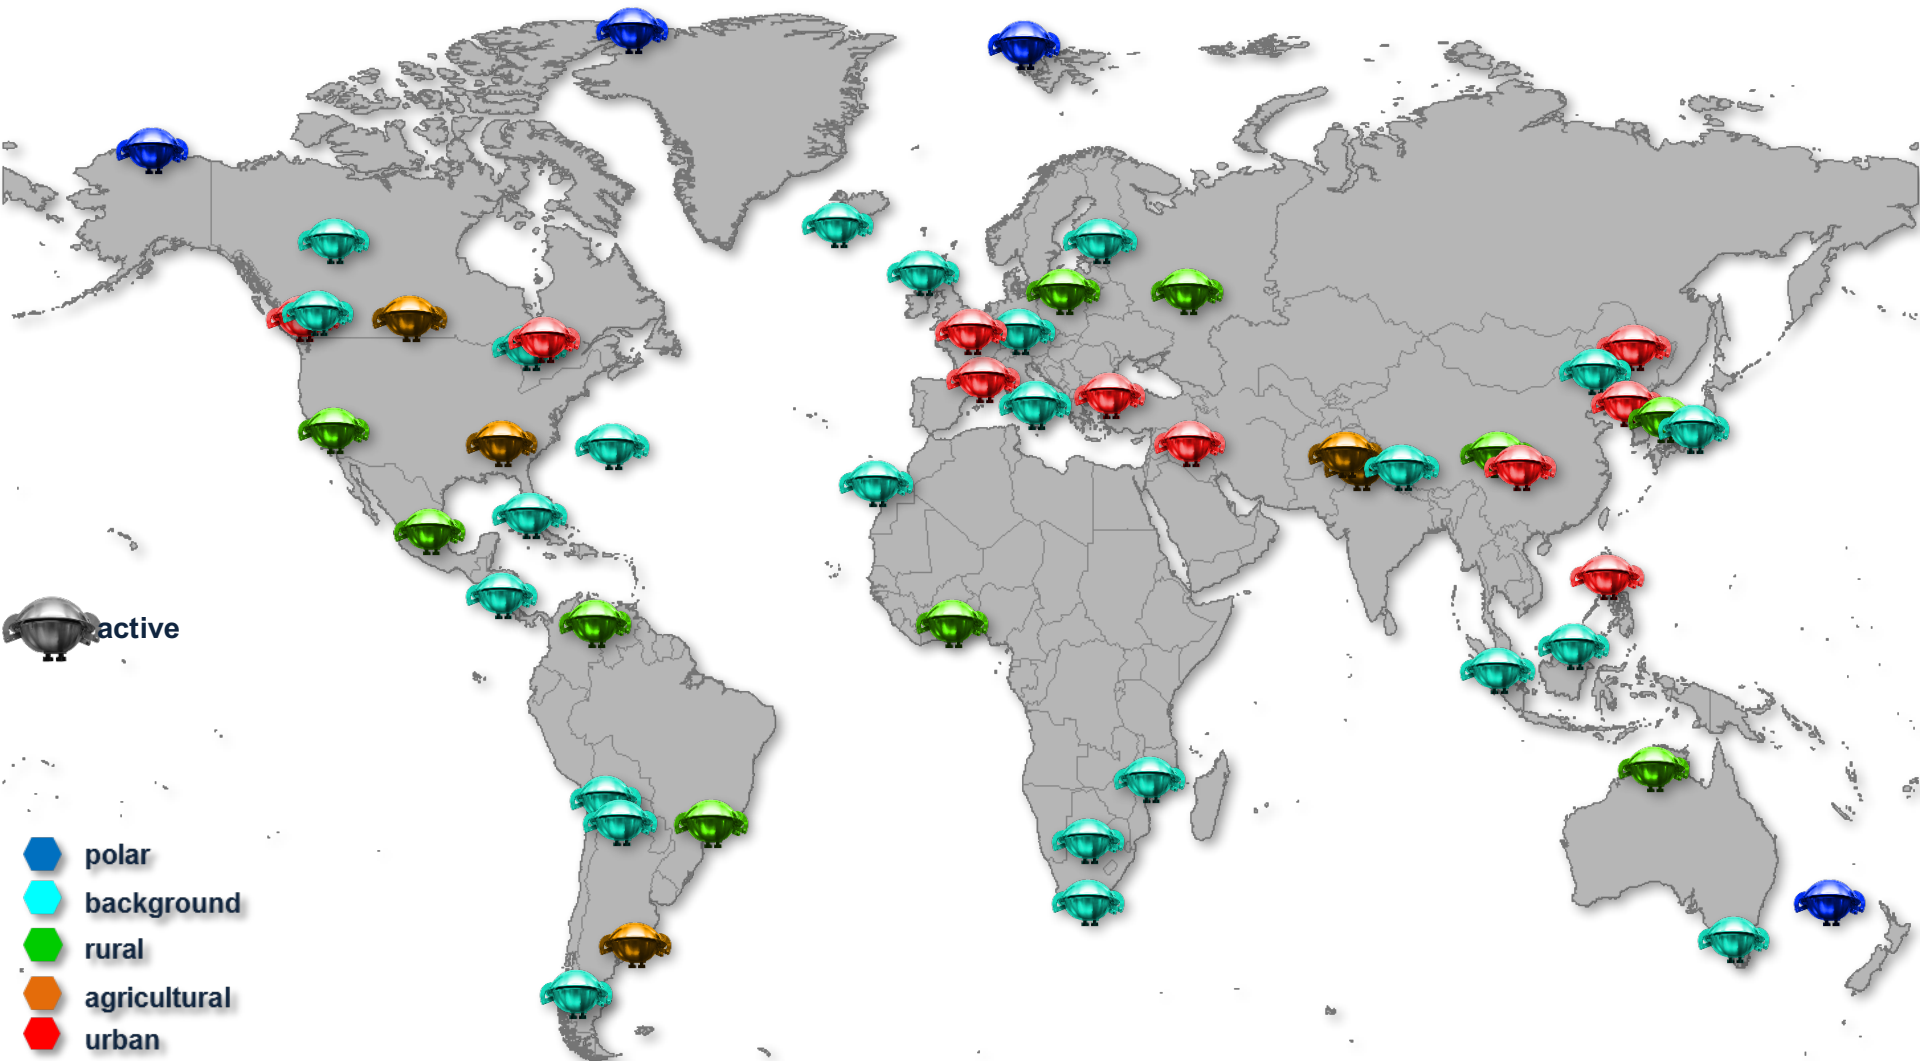 active
polar
background
rural
agricultural
urban